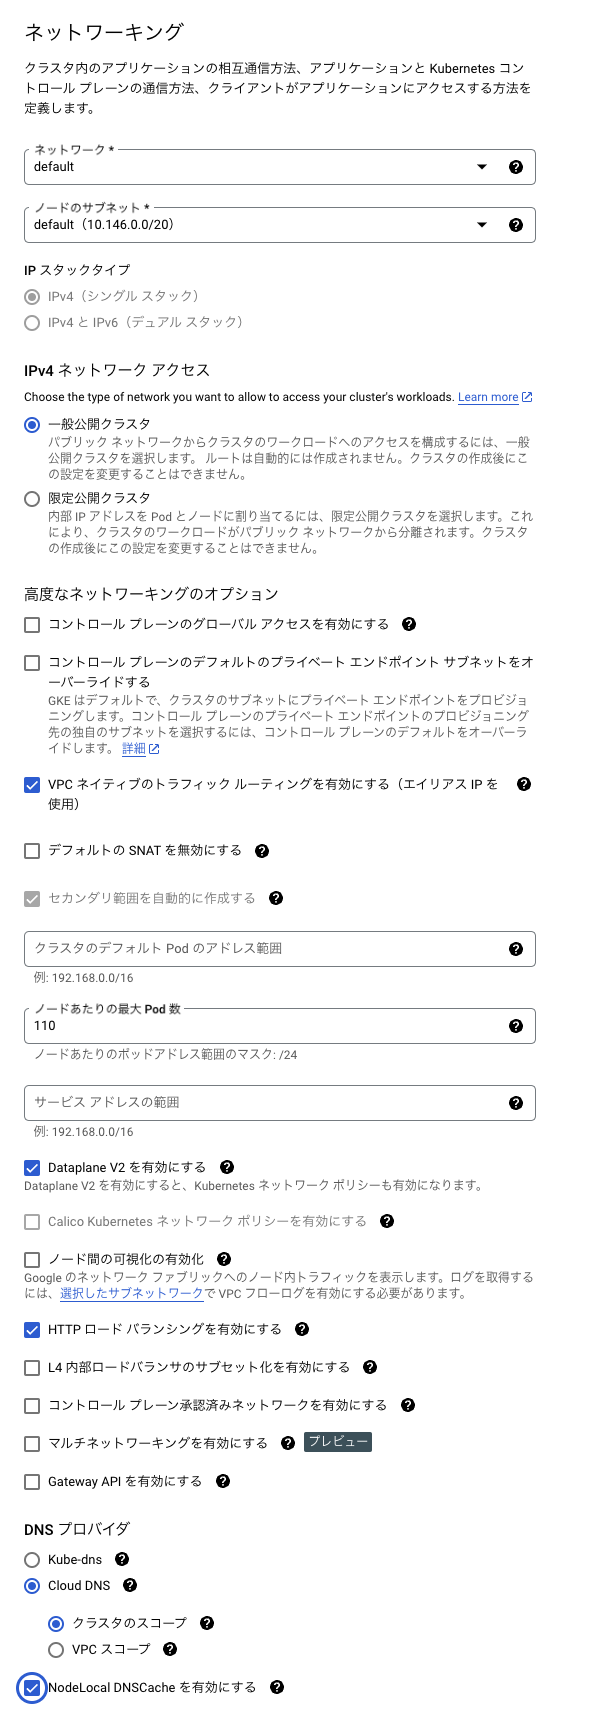 ネットワーキング
クラスタ内のアプリケーションの相互通信方法、アプリケーションと Kubernetes コン
トロール プレーンの通信方法、クライアントがアプリケーションにアクセスする方法を
定義します。
ネットワーク *
default
ノードのサブネット *
default（10.146.0.0/20）
IP スタックタイプ
IPv4（シングル スタック）
IPv4 と IPv6（デュアル スタック）
IPv4 ネットワーク アクセス
Choose the type of network you want to allow to access your cluster's workloads. Learn more
一般公開クラスタ
パブリック ネットワークからクラスタのワークロードへのアクセスを構成するには、一般
公開クラスタを選択します。 ルートは自動的には作成されません。クラスタの作成後にこ
の設定を変更することはできません。
限定公開クラスタ
内部 IP アドレスを Pod とノードに割り当てるには、限定公開クラスタを選択します。これ
により、クラスタのワークロードがパブリック ネットワークから分離されます。クラスタ
の作成後にこの設定を変更することはできません。
高度なネットワーキングのオプション
コントロール プレーンのグローバル アクセスを有効にする
コントロール プレーンのデフォルトのプライベート エンドポイント サブネットをオ
ーバーライドする
GKE はデフォルトで、クラスタのサブネットにプライベート エンドポイントをプロビジョ
ニングします。コントロール プレーンのプライベート エンドポイントのプロビジョニング
先の独自のサブネットを選択するには、コントロール プレーンのデフォルトをオーバーラ
イドします。 詳細
VPC ネイティブのトラフィック ルーティングを有効にする（エイリアス IP を
使用）
デフォルトの SNAT を無効にする
セカンダリ範囲を自動的に作成する
クラスタのデフォルト Pod のアドレス範囲
例: 192.168.0.0/16
ノードあたりの最大 Pod 数
110
ノードあたりのポッドアドレス範囲のマスク: /24
サービス アドレスの範囲
例: 192.168.0.0/16
Dataplane V2 を有効にする
Dataplane V2 を有効にすると、Kubernetes ネットワーク ポリシーも有効になります。
Calico Kubernetes ネットワーク ポリシーを有効にする
ノード間の可視化の有効化
Google のネットワーク ファブリックへのノード内トラフィックを表示します。ログを取得する
には、選択したサブネットワークで VPC フローログを有効にする必要があります。
HTTP ロード バランシングを有効にする
L4 内部ロードバランサのサブセット化を有効にする
コントロール プレーン承認済みネットワークを有効にする
マルチネットワーキングを有効にする プレビュー
Gateway API を有効にする
DNS プロバイダ
Kube-dns
Cloud DNS
クラスタのスコープ
VPC スコープ
NodeLocal DNSCache を有効にする